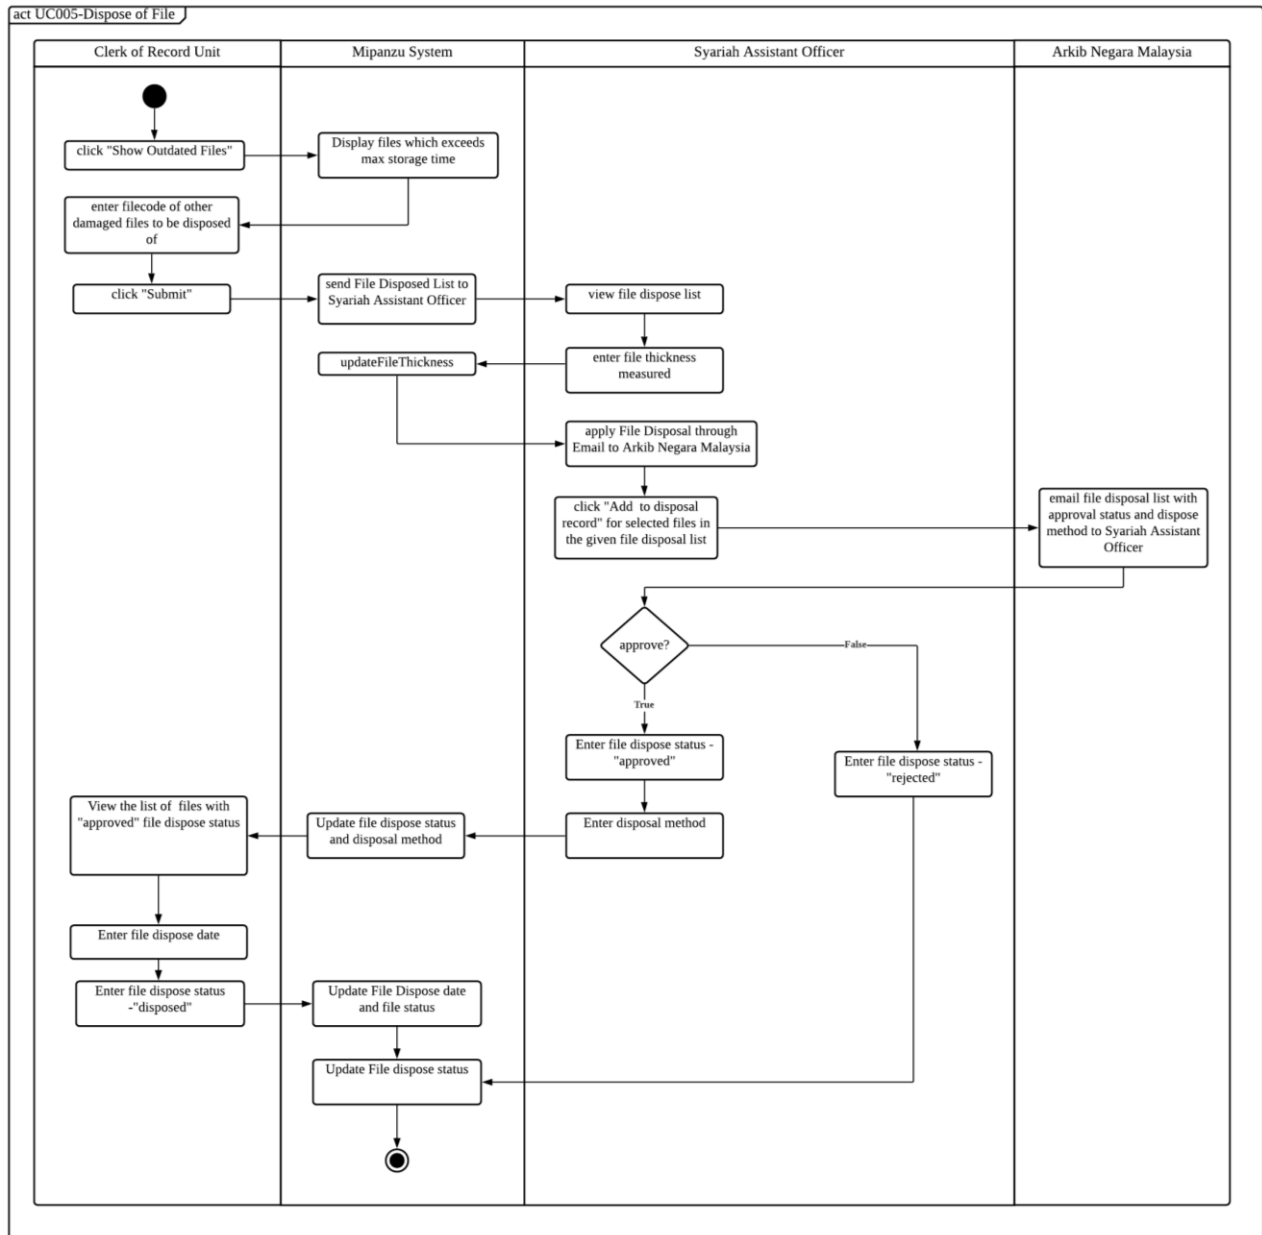 act UC005-Dispose of File
Clerk of Record Unit
Mipanzu System
Syariah Assistant Officer
Arkib Negara Malaysia
click "Show Outdated Files"
Display files which exceeds
max storage time
enter filecode of other
damaged files to be disposed
of
click "Submit"
send File Disposed List to
Syariah Assistant Officer
view file dispose list
enter file thickness
measured
updateFileThickness
apply File Disposal through
Email to Arkib Negara Malaysia
click "Add  to disposal
record" for selected files in
the given file disposal list
email file disposal list with
approval status and dispose
method to Syariah Assistant
Officer
approve?
False
True
Enter file dispose status -
"approved"
Enter file dispose status -
"rejected"
Enter disposal method
Update file dispose status
and disposal method
View the list of  files with
"approved" file dispose status
Enter file dispose date
Enter file dispose status
-"disposed"
Update File Dispose date
and file status
Update File dispose status